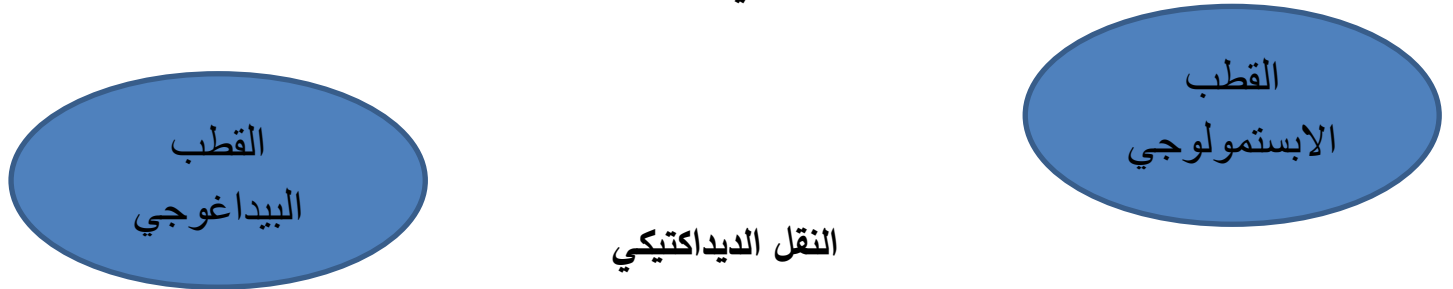 القطب
الابستمولوجي
القطب
البيداغوجي
النقل الديداكتيكي